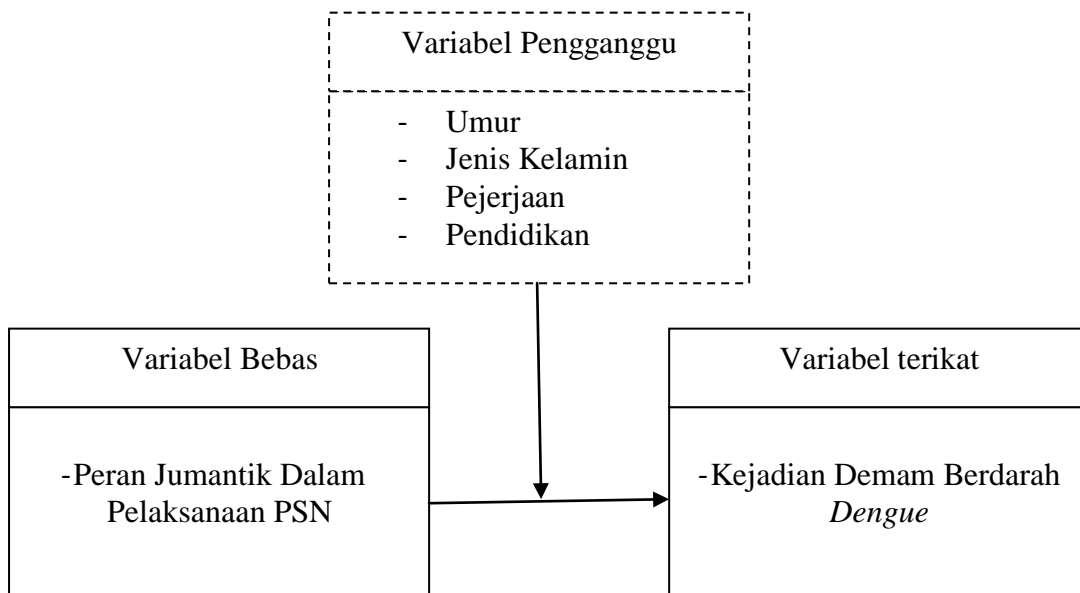 Variabel Pengganggu
- Umur
- Jenis Kelamin
- Pejerjaan
- Pendidikan
Variabel Bebas
-Peran Jumantik Dalam
Pelaksanaan PSN
Variabel terikat
-Kejadian Demam Berdarah
Dengue